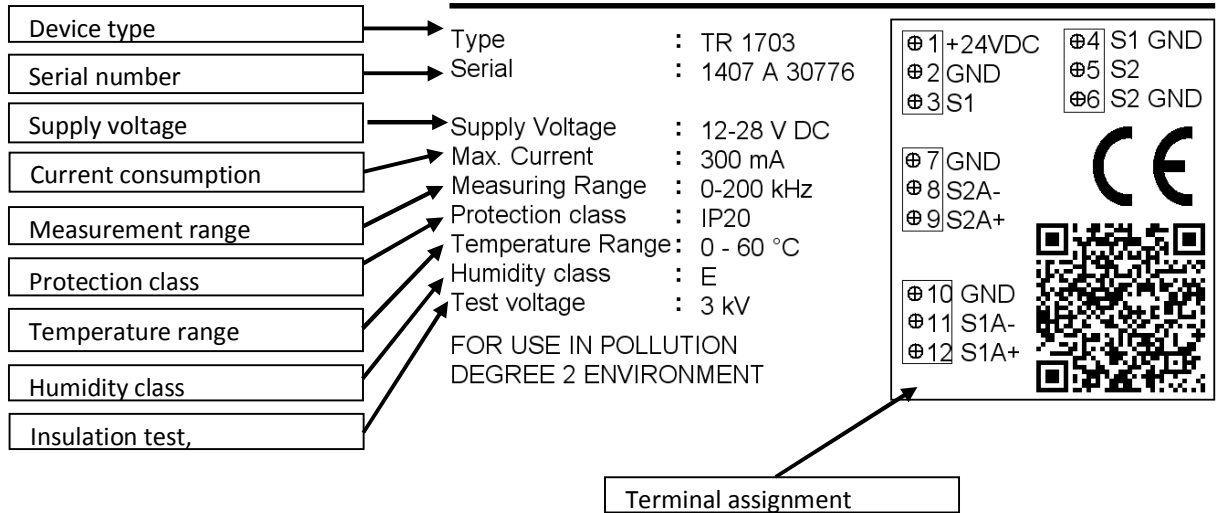 Device type
Serial number
Supply voltage
Current consumption
Measurement range
Protection class
Temperature range
Humidity class
Insulation test,
Type : TR 1703
Serial : 1407 A 30776
Supply Voltage : 12-28 V DC
Max. Current : 300 mA
Measuring Range : 0-200 kHz
Protection class : IP20
Temperature Range : 0 - 60 °C
Humidity class : E
Test voltage : 3 kV
FOR USE IN POLLUTION
DEGREE 2 ENVIRONMENT
1 +24VDC
2 GND
3 S1
4 S1 GND
5 S2
6 S2 GND
7 GND
8 S2A-
9 S2A+
10 GND
11 S1A-
12 S1A+
CE
Terminal assignment